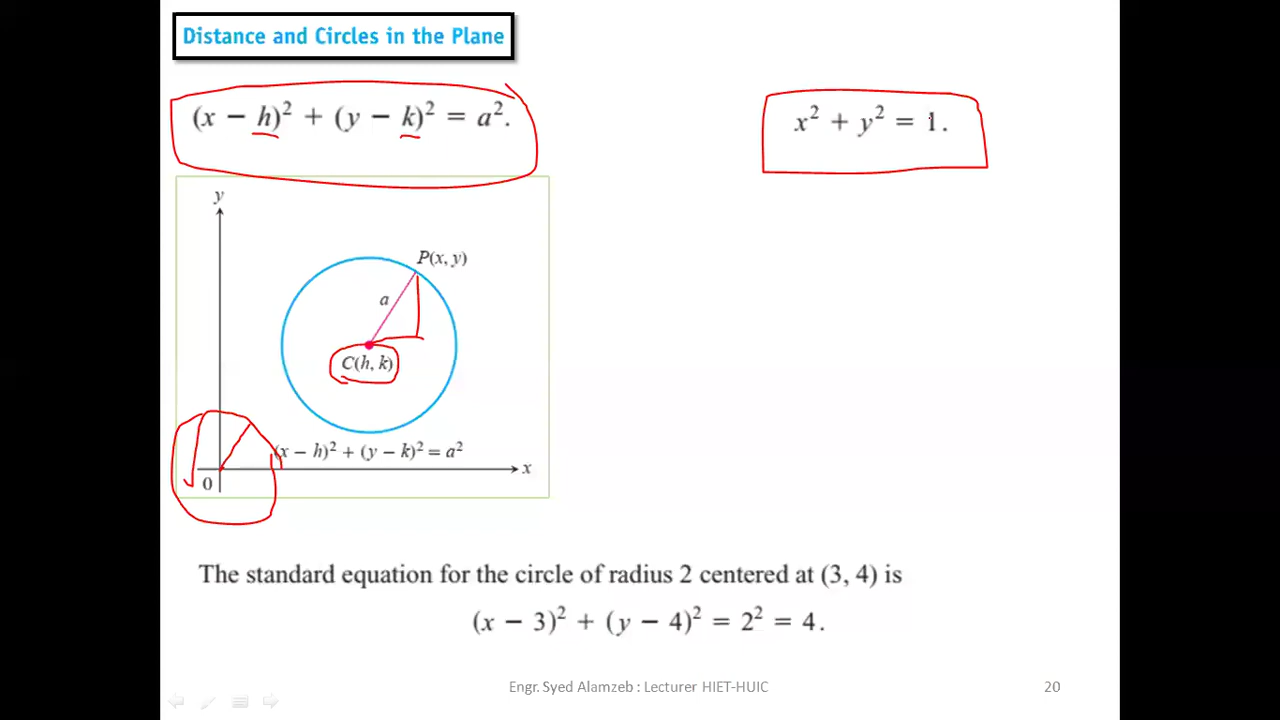 Distance and Circles in the Plane
(x − h)² + (y − k)² = a².
x² + y² = 1.
y
P(x, y)
a
C(h, k)
(x − h)² + (y − k)² = a²
x
0
The standard equation for the circle of radius 2 centered at (3, 4) is
(x − 3)² + (y − 4)² = 2² = 4.
Engr. Syed Alamzeb : Lecturer HIET-HUIC
20